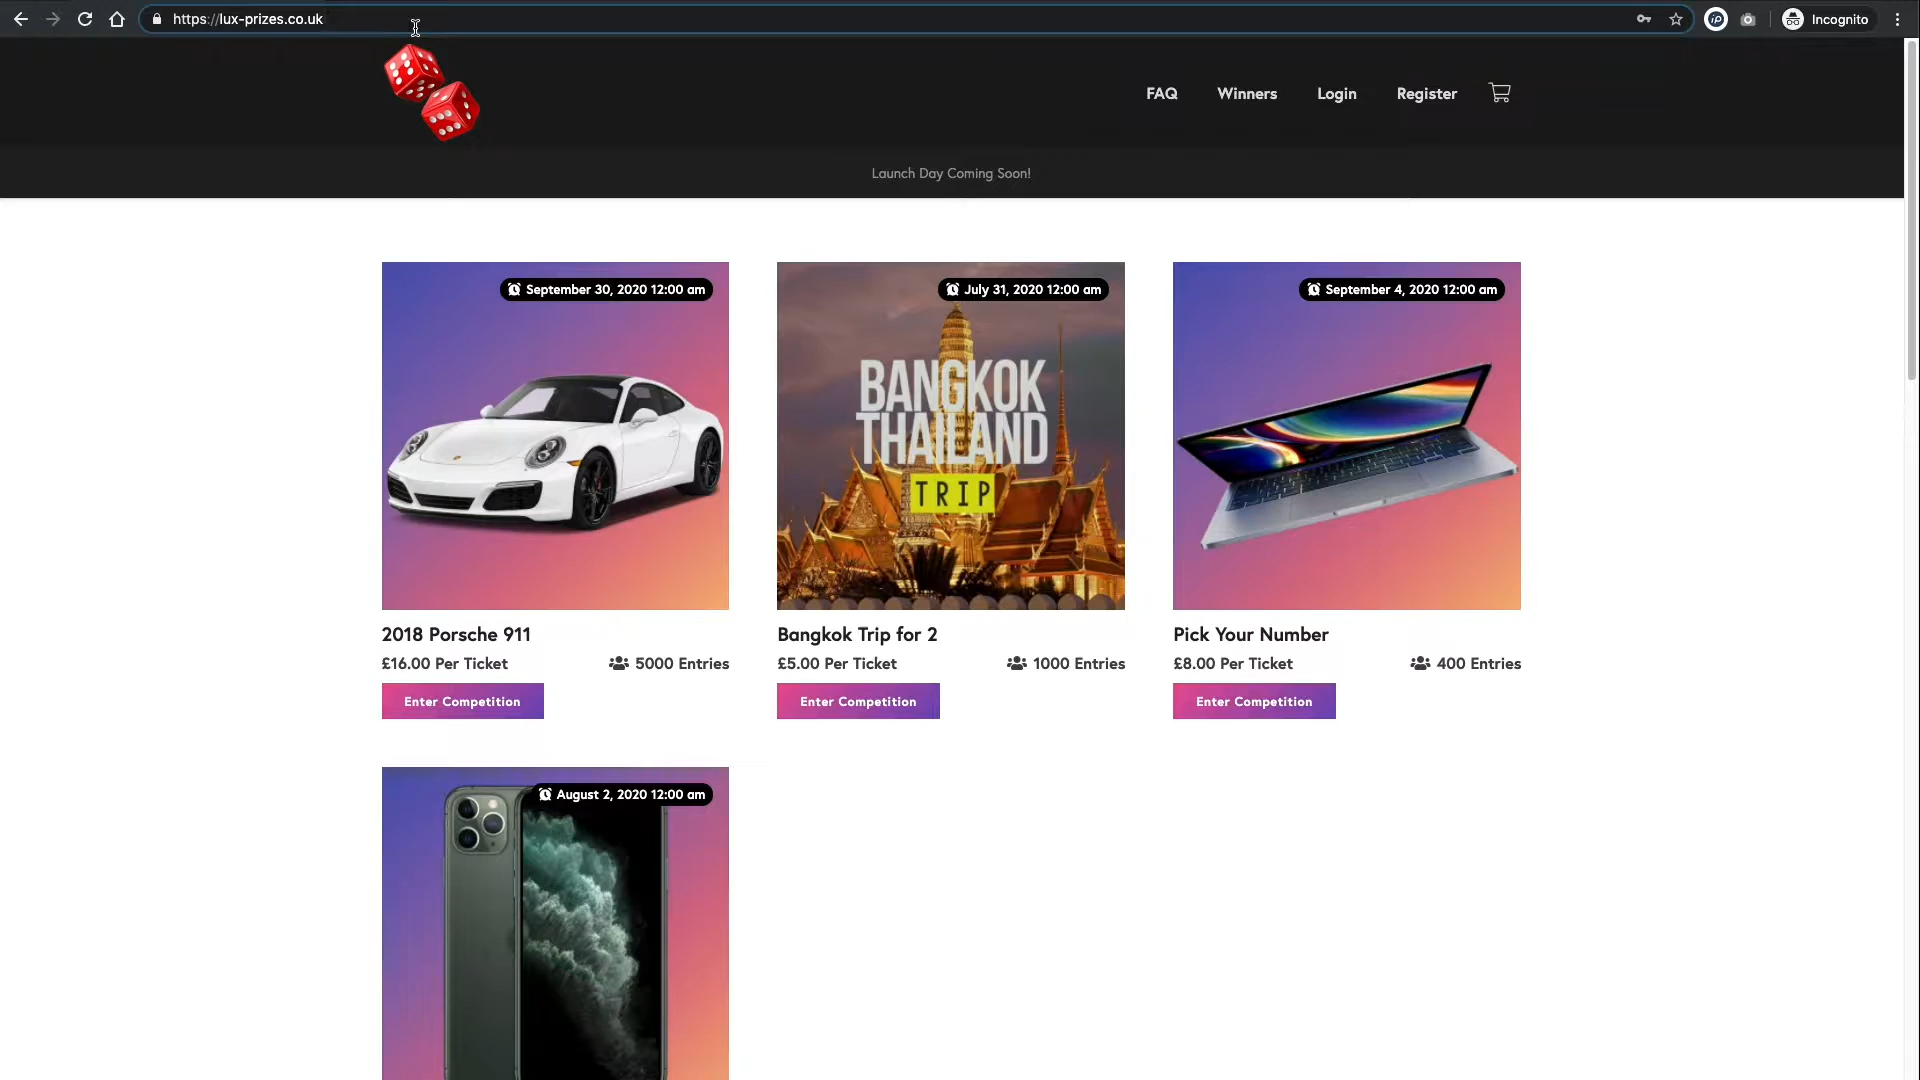 https://lux-prizes.co.uk
Incognito
FAQ
Winners
Login
Register
Launch Day Coming Soon!
September 30, 2020 12:00 am
July 31, 2020 12:00 am
September 4, 2020 12:00 am
BANGKOK
THAILAND
TRIP
2018 Porsche 911
£16.00 Per Ticket
5000 Entries
Enter Competition
Bangkok Trip for 2
£5.00 Per Ticket
1000 Entries
Enter Competition
Pick Your Number
£8.00 Per Ticket
400 Entries
Enter Competition
August 2, 2020 12:00 am